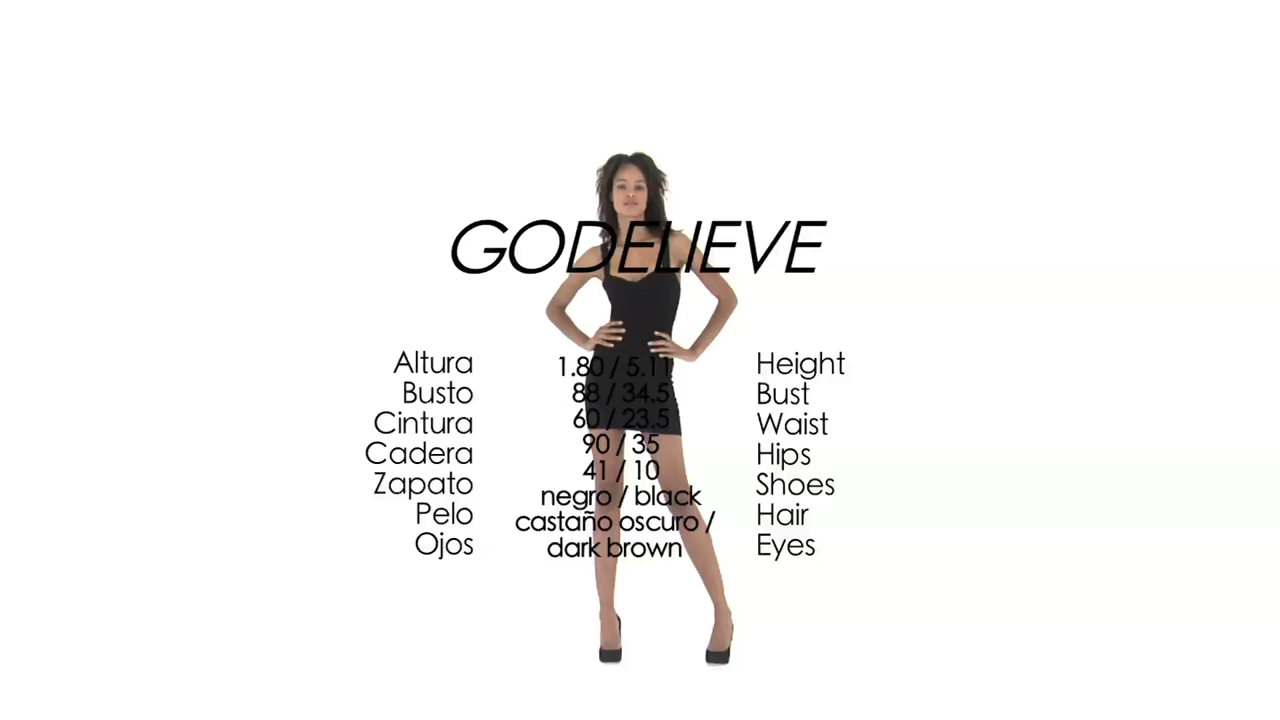 GODELIEVE
Altura 1.80 / 5.11 Height
Busto 88 / 34.5 Bust
Cintura 60 / 23.5 Waist
Cadera 90 / 35 Hips
Zapato 41 / 10 Shoes
Pelo negro / black Hair
Ojos castaño oscuro / Eyes
dark brown